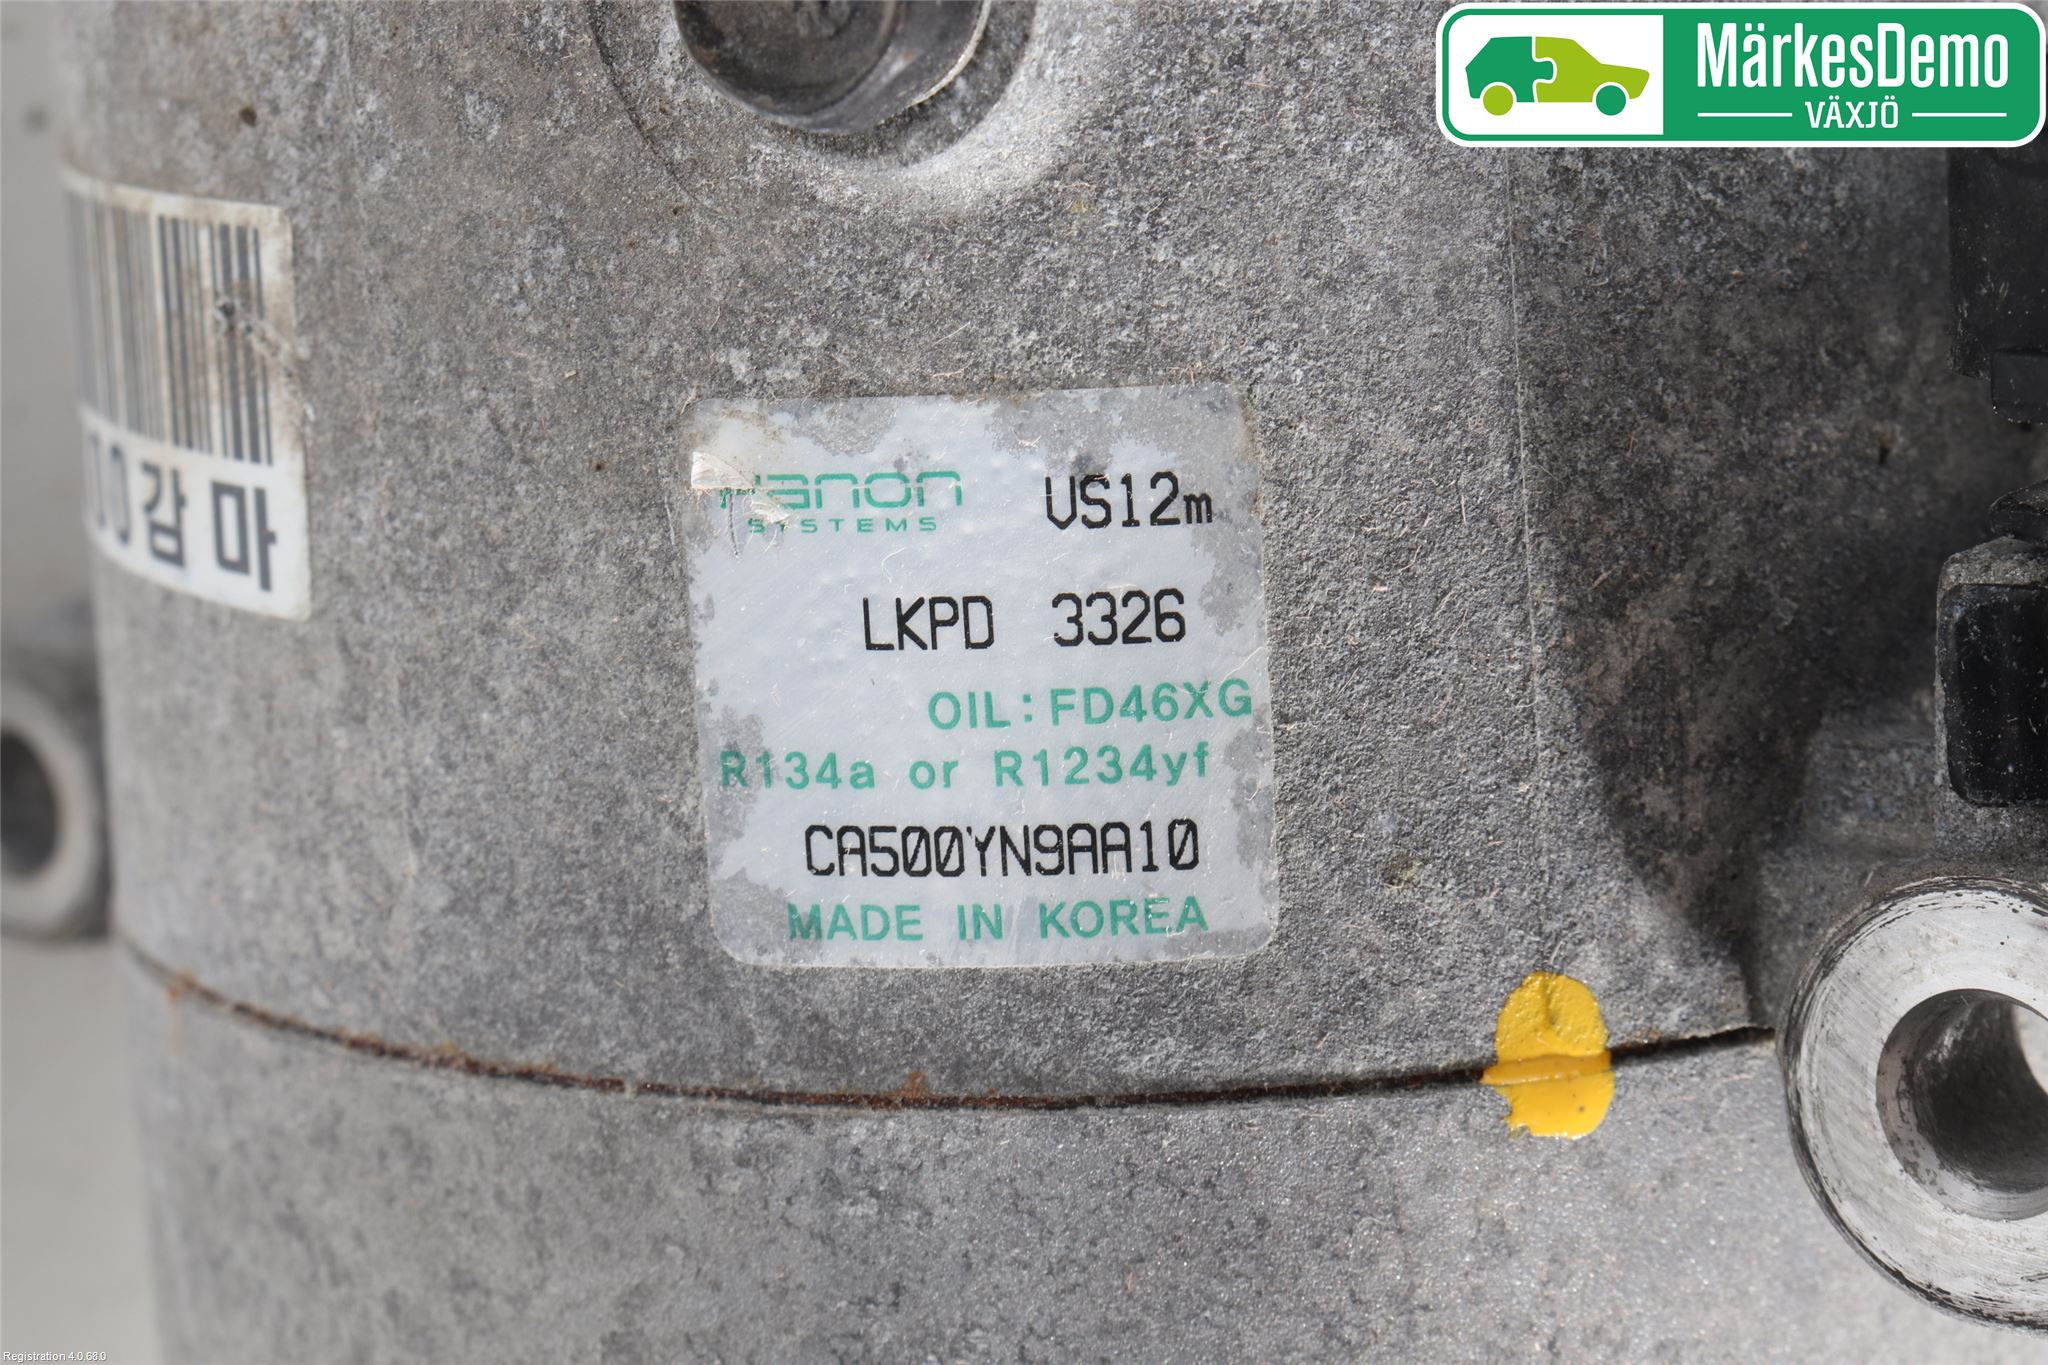 MärkesDemo
VÄXJÖ
Hanon VS12m
SYSTEMS
LKPD 3326
OIL:FD46XG
R134a or R1234yf
CA500YN9AA10
MADE IN KOREA
감 마
Registration 4.0.68.0